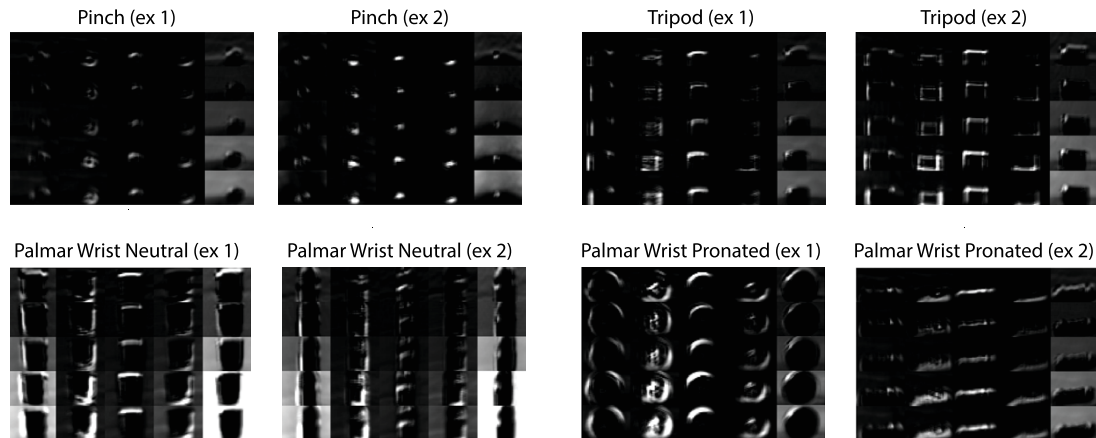 Pinch (ex 1)
Pinch (ex 2)
Tripod (ex 1)
Tripod (ex 2)
Palmar Wrist Neutral (ex 1)
Palmar Wrist Neutral (ex 2)
Palmar Wrist Pronated (ex 1)
Palmar Wrist Pronated (ex 2)